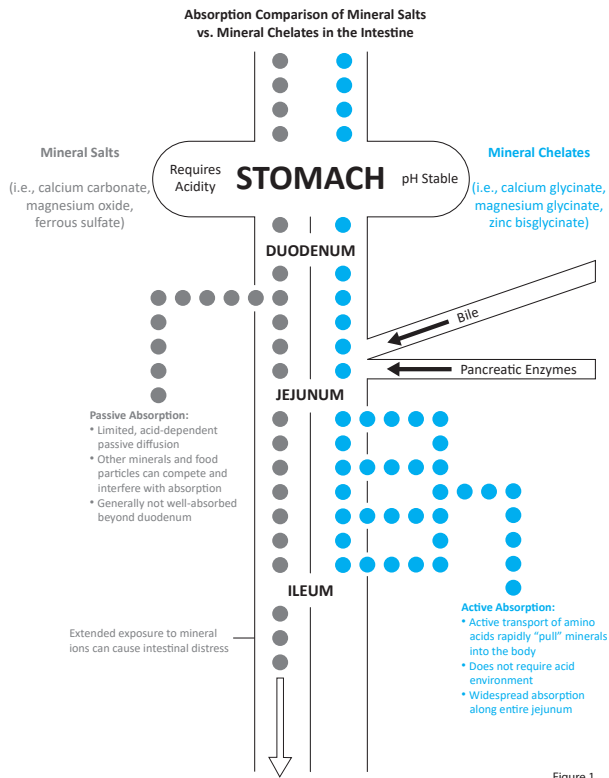 Absorption Comparison of Mineral Salts
vs. Mineral Chelates in the Intestine
Mineral Salts
(i.e., calcium carbonate,
magnesium oxide,
ferrous sulfate)
Requires
Acidity
STOMACH
pH Stable
Mineral Chelates
(i.e., calcium glycinate,
magnesium glycinate,
zinc bisglycinate)
DUODENUM
Bile
Pancreatic Enzymes
JEJUNUM
Passive Absorption:
• Limited, acid-dependent
passive diffusion
• Other minerals and food
particles can compete and
interfere with absorption
• Generally not well-absorbed
beyond duodenum
ILEUM
Active Absorption:
• Active transport of amino
acids rapidly “pull” minerals
into the body
• Does not require acid
environment
• Widespread absorption
along entire jejunum
Extended exposure to mineral
ions can cause intestinal distress
Figure 1